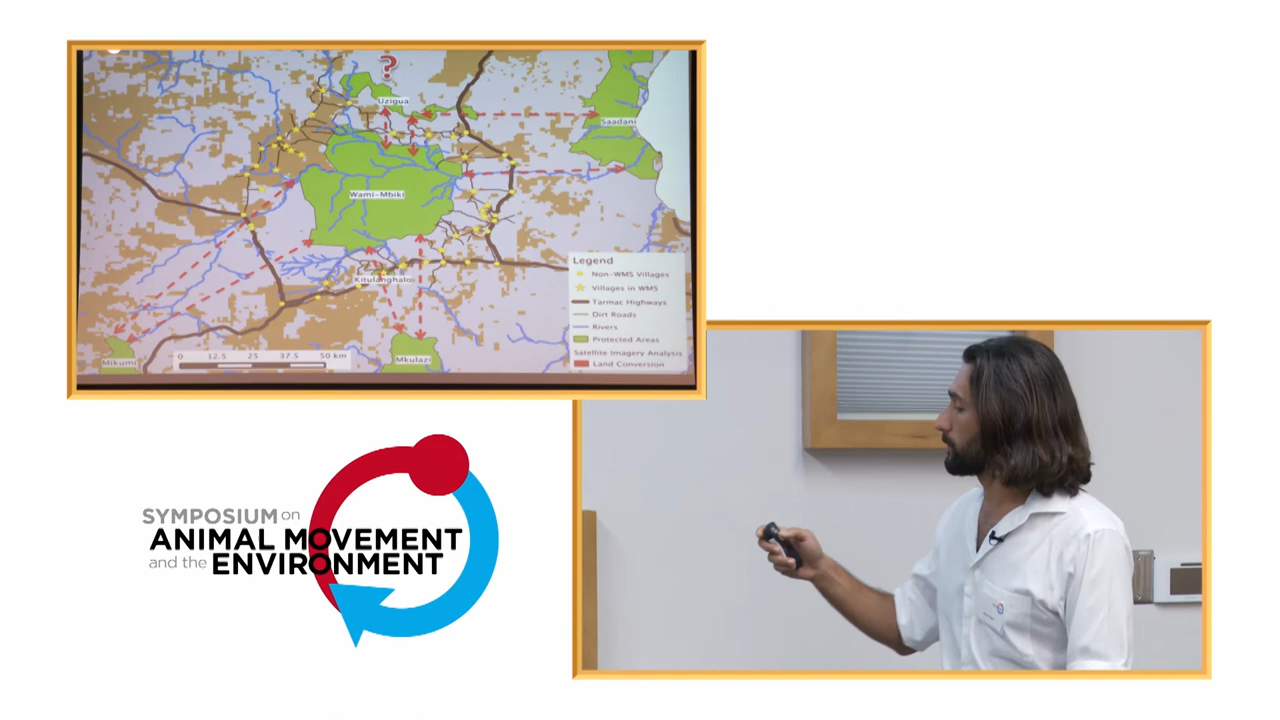 ?
Uzigua
Saadani
Wami-Mbiki
Kitulanghalo
Mikumi
Mkulazi
0 12.5 25 37.5 50 km
Legend
Non-WMS Villages
Villages in WMS
Tarmac Highways
Dirt Roads
Rivers
Protected Areas
Satellite Imagery Analysis
Land Conversion
SYMPOSIUM on
ANIMAL MOVEMENT
and the ENVIRONMENT